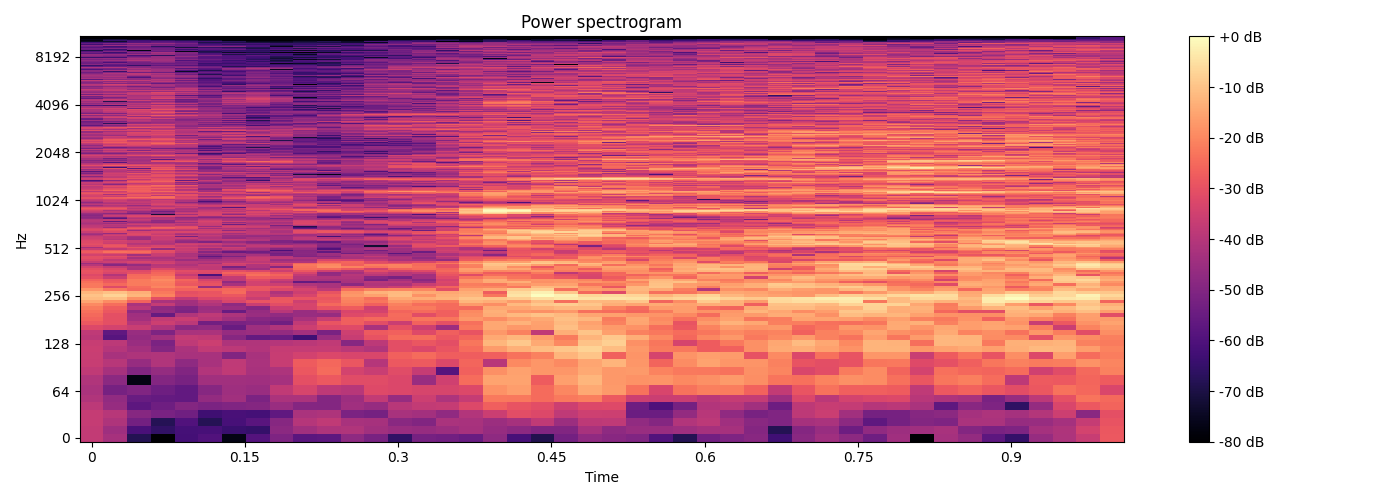 Power spectrogram
8192
4096
2048
1024
512
256
128
64
0
Hz
0 0.15 0.3 0.45 0.6 0.75 0.9
Time
+0 dB
-10 dB
-20 dB
-30 dB
-40 dB
-50 dB
-60 dB
-70 dB
-80 dB